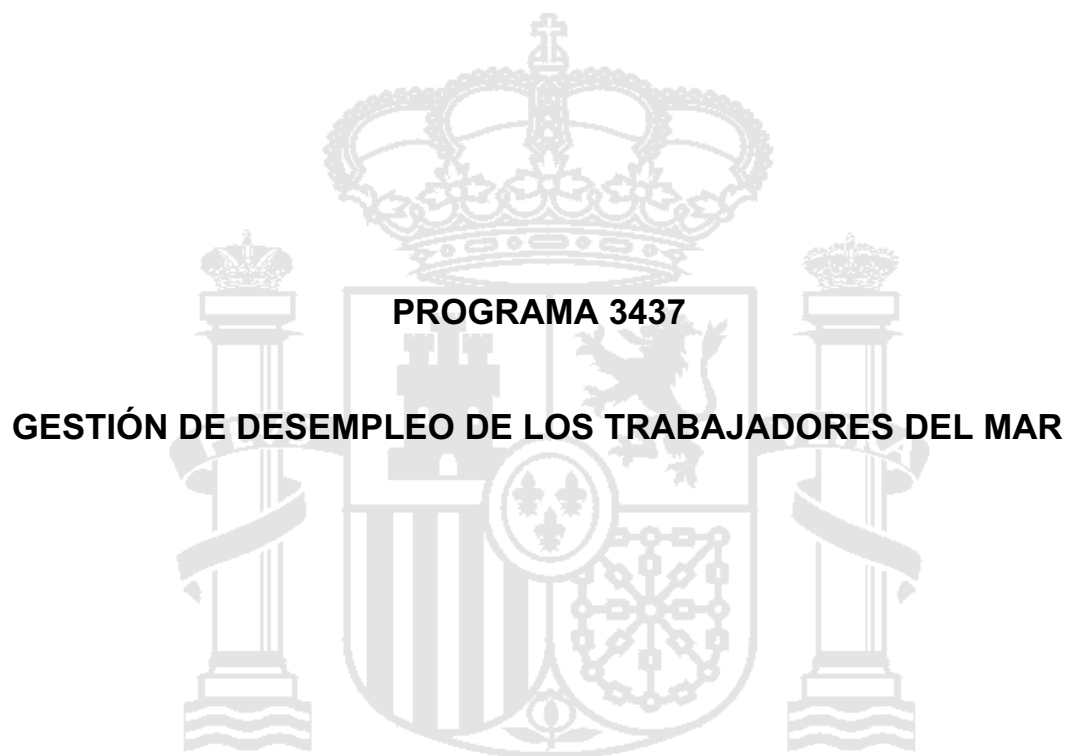 PROGRAMA 3437
GESTIÓN DE DESEMPLEO DE LOS TRABAJADORES DEL MAR